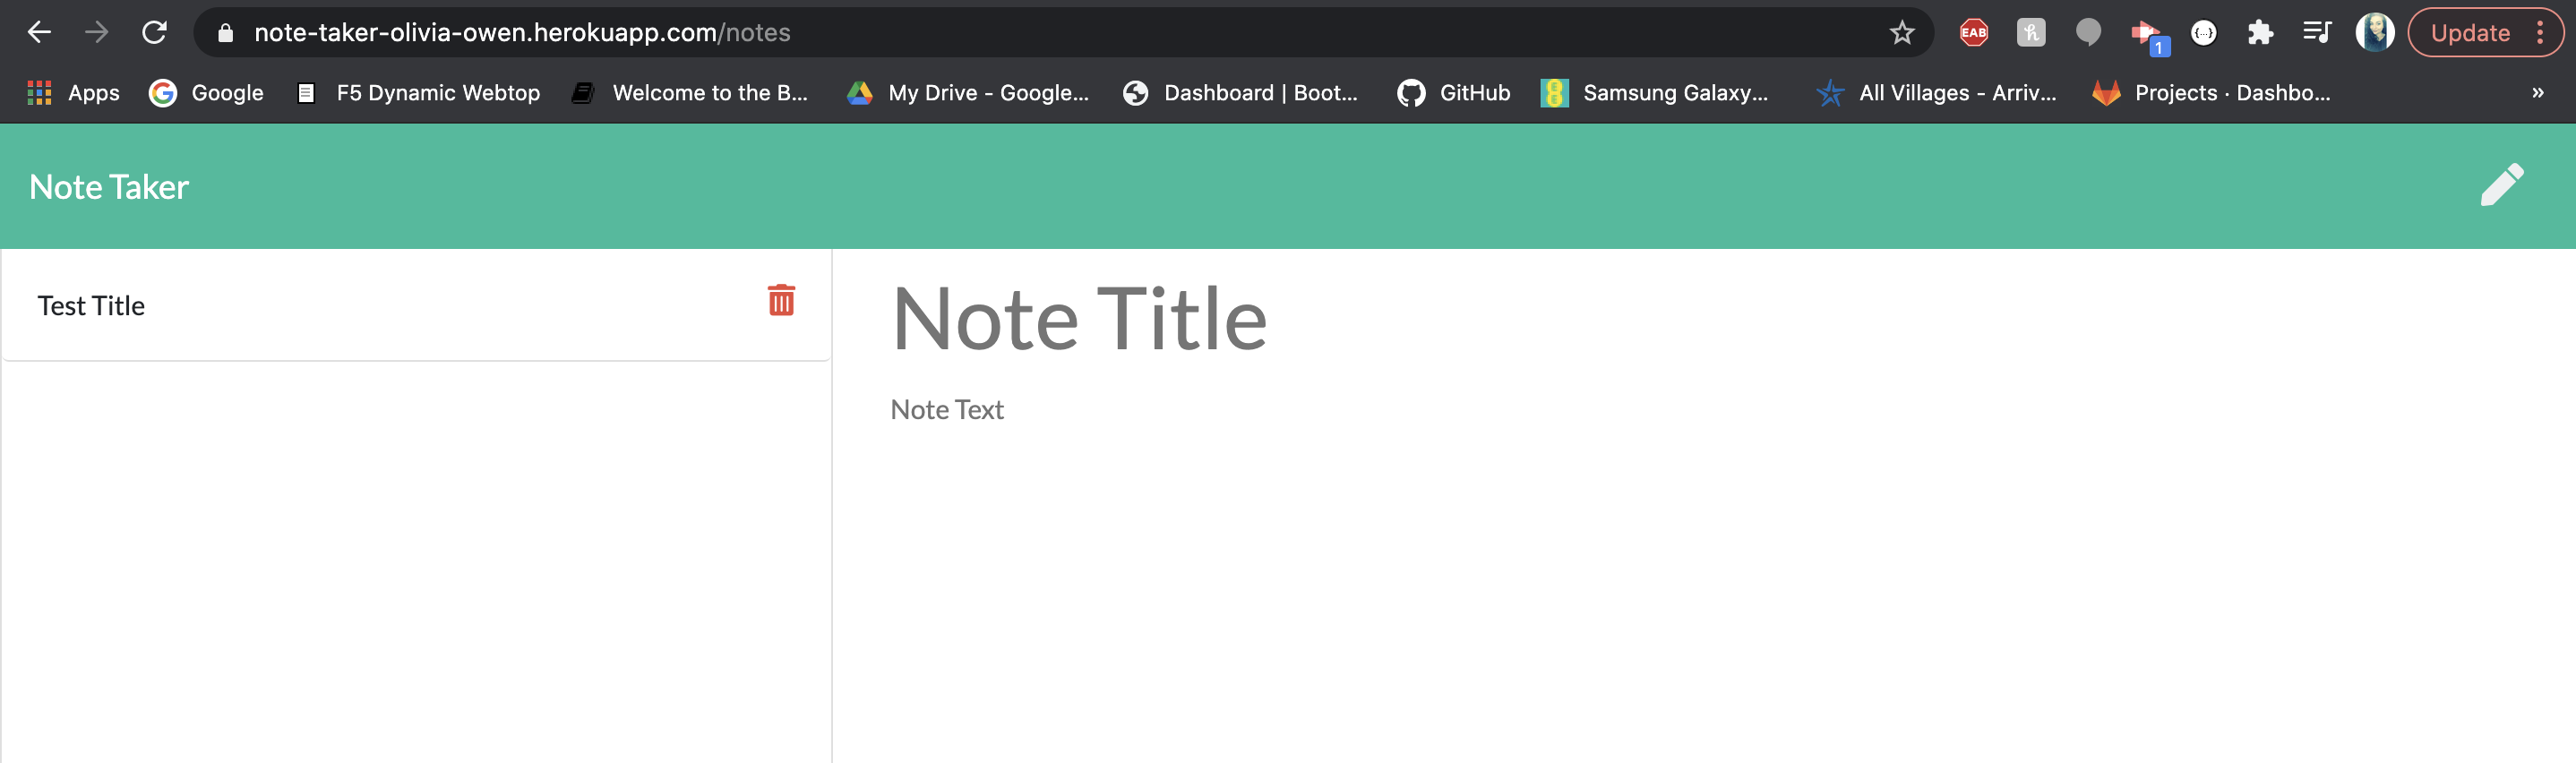 note-taker-olivia-owen.herokuapp.com/notes
EAB
h
1
{...}
Update
Apps
Google
F5 Dynamic Webtop
Welcome to the B...
My Drive - Google...
Dashboard | Boot...
GitHub
Samsung Galaxy...
All Villages - Arriv...
Projects · Dashbo...
»
Note Taker
Test Title
Note Title
Note Text